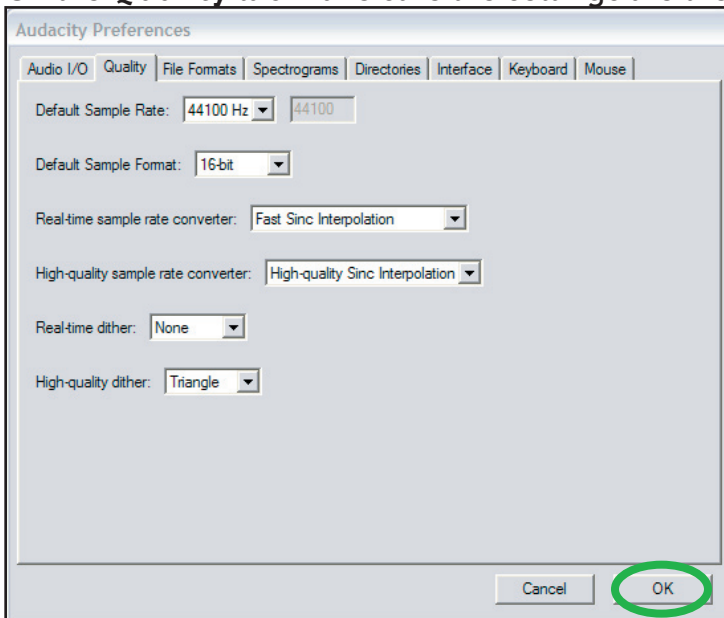 Audacity Preferences
Audio I/O Quality File Formats Spectrograms Directories Interface Keyboard Mouse
Default Sample Rate: 44100 Hz 44100
Default Sample Format: 16-bit
Real-time sample rate converter: Fast Sinc Interpolation
High-quality sample rate converter: High-quality Sinc Interpolation
Real-time dither: None
High-quality dither: Triangle
Cancel OK